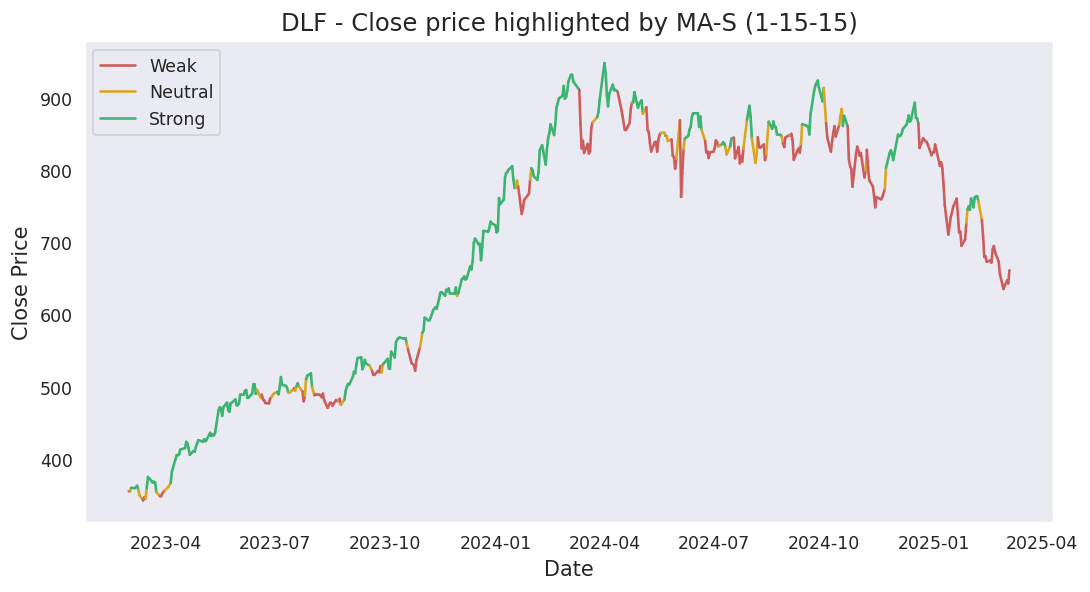 DLF - Close price highlighted by MA-S (1-15-15)
Weak
Neutral
Strong
Close Price
900
800
700
600
500
400
2023-04 2023-07 2023-10 2024-01 2024-04 2024-07 2024-10 2025-01 2025-04
Date